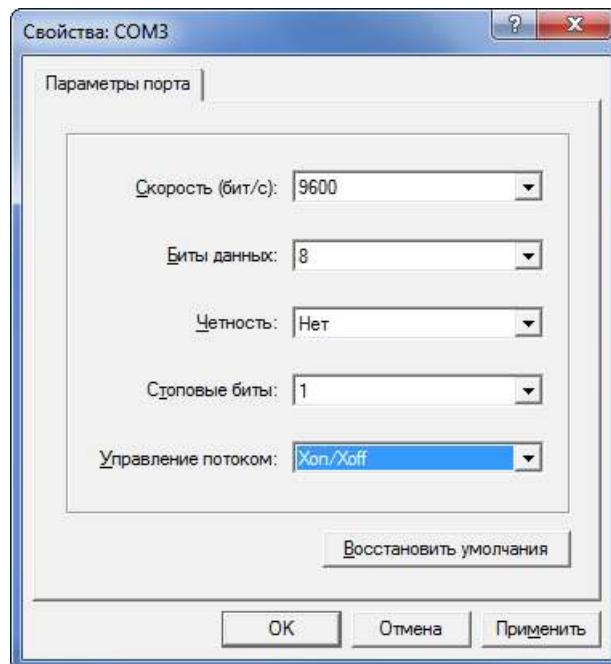 Свойства: COM3
Параметры порта
Скорость (бит/с): 9600
Биты данных: 8
Четность: Нет
Стоповые биты: 1
Управление потоком: Xon/Xoff
Восстановить умолчания
OK Отмена Применить